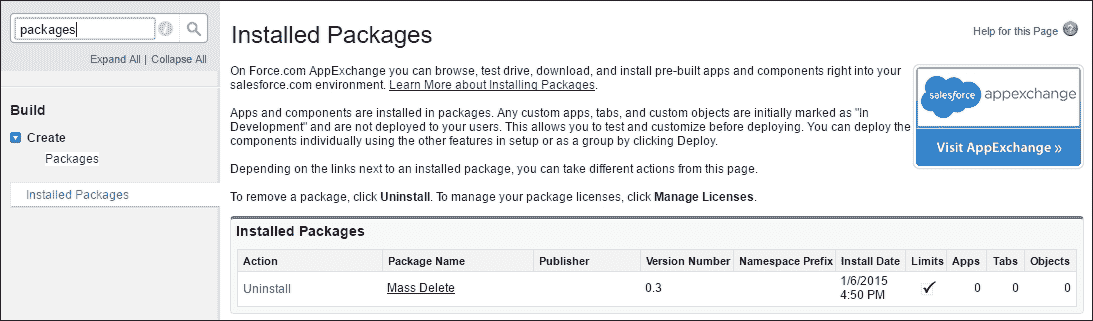 packages
Expand All | Collapse All
Build
Create
Packages
Installed Packages
Installed Packages
Help for this Page
On Force.com AppExchange you can browse, test drive, download, and install pre-built apps and components right into your
salesforce.com environment. Learn More about Installing Packages.
Apps and components are installed in packages. Any custom apps, tabs, and custom objects are initially marked as "In
Development" and are not deployed to your users. This allows you to test and customize before deploying. You can deploy the
components individually using the other features in setup or as a group by clicking Deploy.
Depending on the links next to an installed package, you can take different actions from this page.
To remove a package, click Uninstall. To manage your package licenses, click Manage Licenses.
salesforce appexchange
Visit AppExchange »
Installed Packages
Action Package Name Publisher Version Number Namespace Prefix Install Date Limits Apps Tabs Objects
Uninstall Mass Delete 0.3 1/6/2015 4:50 PM ✓ 0 0 0